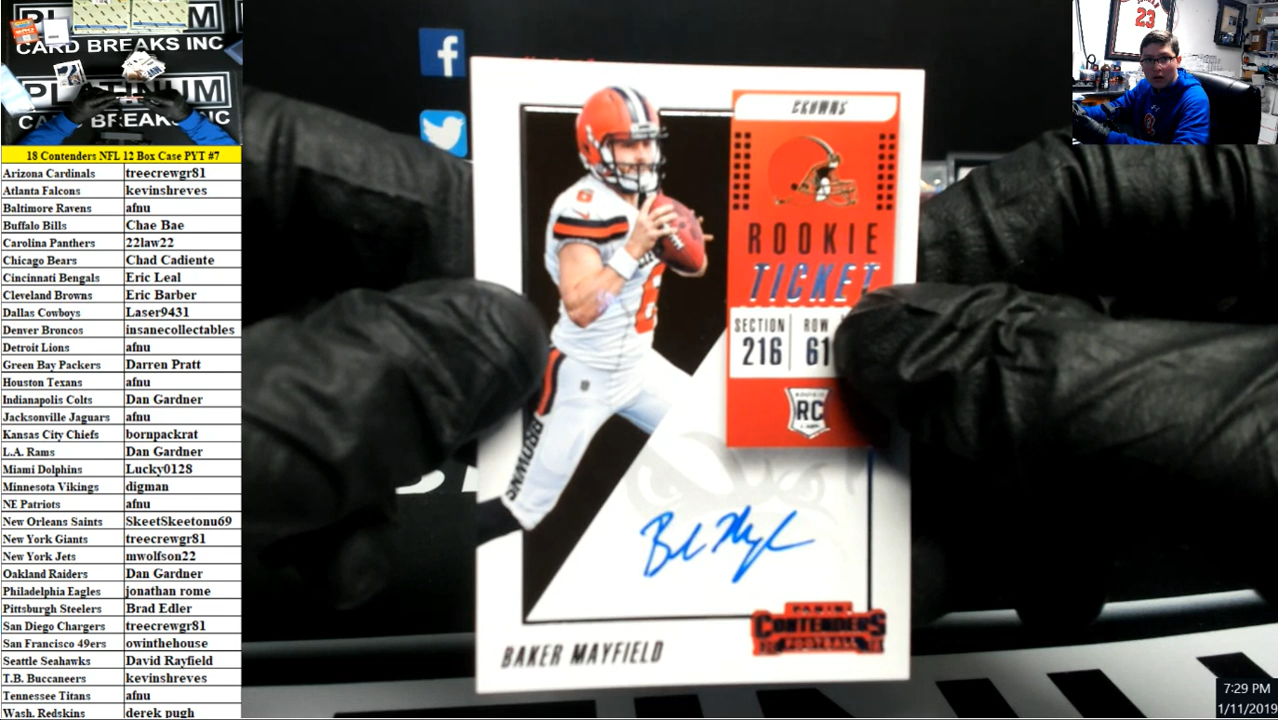 PLATINUM
CARD BREAKS INC
PLATINUM
CARD BREAKS INC
18 Contenders NFL 12 Box Case PYT #7
Arizona Cardinals treecrewgr81
Atlanta Falcons kevinshreves
Baltimore Ravens afnu
Buffalo Bills Chae Bae
Carolina Panthers 22law22
Chicago Bears Chad Cadiente
Cincinnati Bengals Eric Leal
Cleveland Browns Eric Barber
Dallas Cowboys Laser9431
Denver Broncos insanecollectables
Detroit Lions afnu
Green Bay Packers Darren Pratt
Houston Texans afnu
Indianapolis Colts Dan Gardner
Jacksonville Jaguars afnu
Kansas City Chiefs bornpackrat
L.A. Rams Dan Gardner
Miami Dolphins Lucky0128
Minnesota Vikings digman
NE Patriots afnu
New Orleans Saints SkeetSkeetonu69
New York Giants treecrewgr81
New York Jets mwolfson22
Oakland Raiders Dan Gardner
Philadelphia Eagles jonathan rome
Pittsburgh Steelers Brad Edler
San Diego Chargers treecrewgr81
San Francisco 49ers owinthehouse
Seattle Seahawks David Rayfield
T.B. Buccaneers kevinshreves
Tennessee Titans afnu
Wash. Redskins derek pugh
BROWNS
ROOKIE
TICKET
SECTION ROW
216 61
RC
6
6
BROWNS
PANINI
CONTENDERS
FOOTBALL
BAKER MAYFIELD
23
7:29 PM
1/11/2019